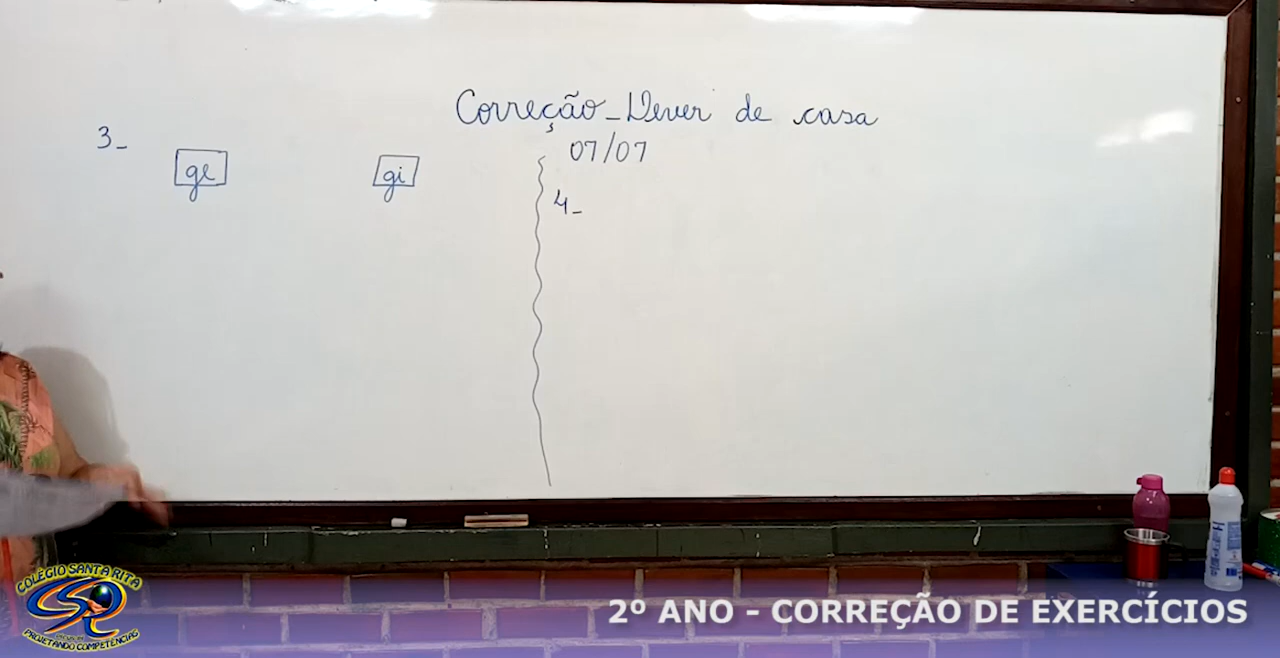 Correção_Dever de casa
07/07
3_
ge
gi
4_
COLÉGIO SANTA RITA
PROJETANDO COMPETÊNCIAS
2º ANO - CORREÇÃO DE EXERCÍCIOS